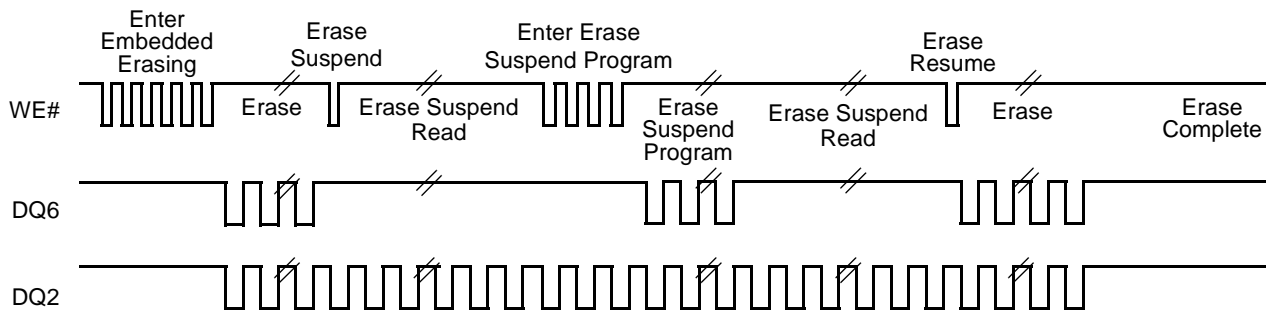 Enter
Embedded
Erasing
Erase
Suspend
Enter Erase
Suspend Program
Erase
Resume
WE#
Erase
Erase Suspend
Read
Erase
Suspend
Program
Erase Suspend
Read
Erase
Erase
Complete
DQ6
DQ2